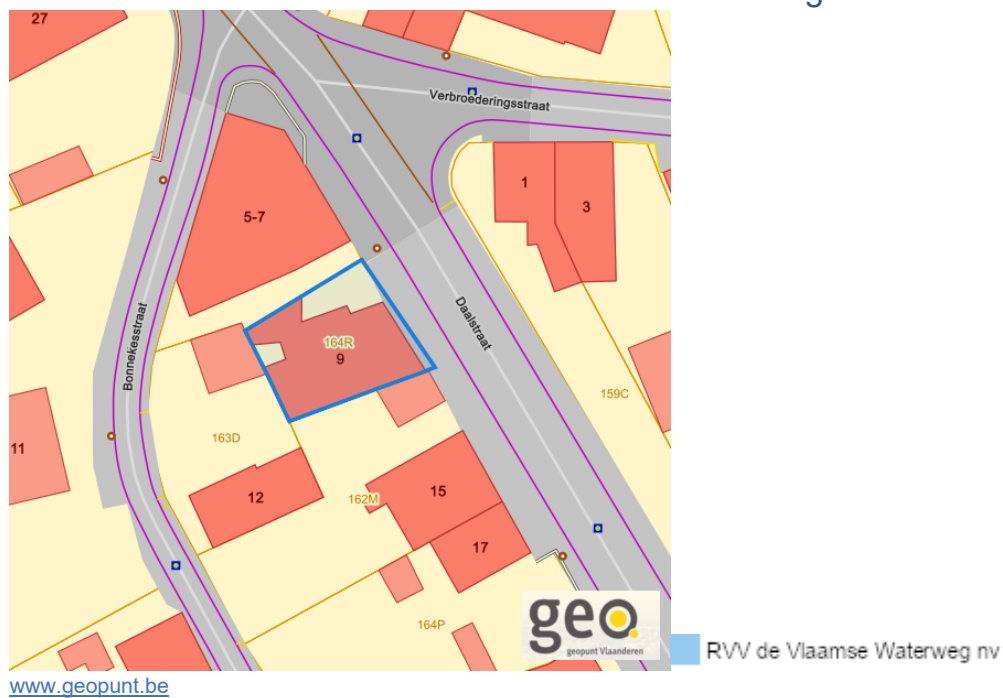 g
27
Verbroederingsstraat
1
3
5-7
Bonnekesstraat
Daalstraat
164R
9
159C
11
163D
12
162M
15
17
164P
geo
geopunt Vlaanderen
RVV de Vlaamse Waterweg nv
www.geopunt.be